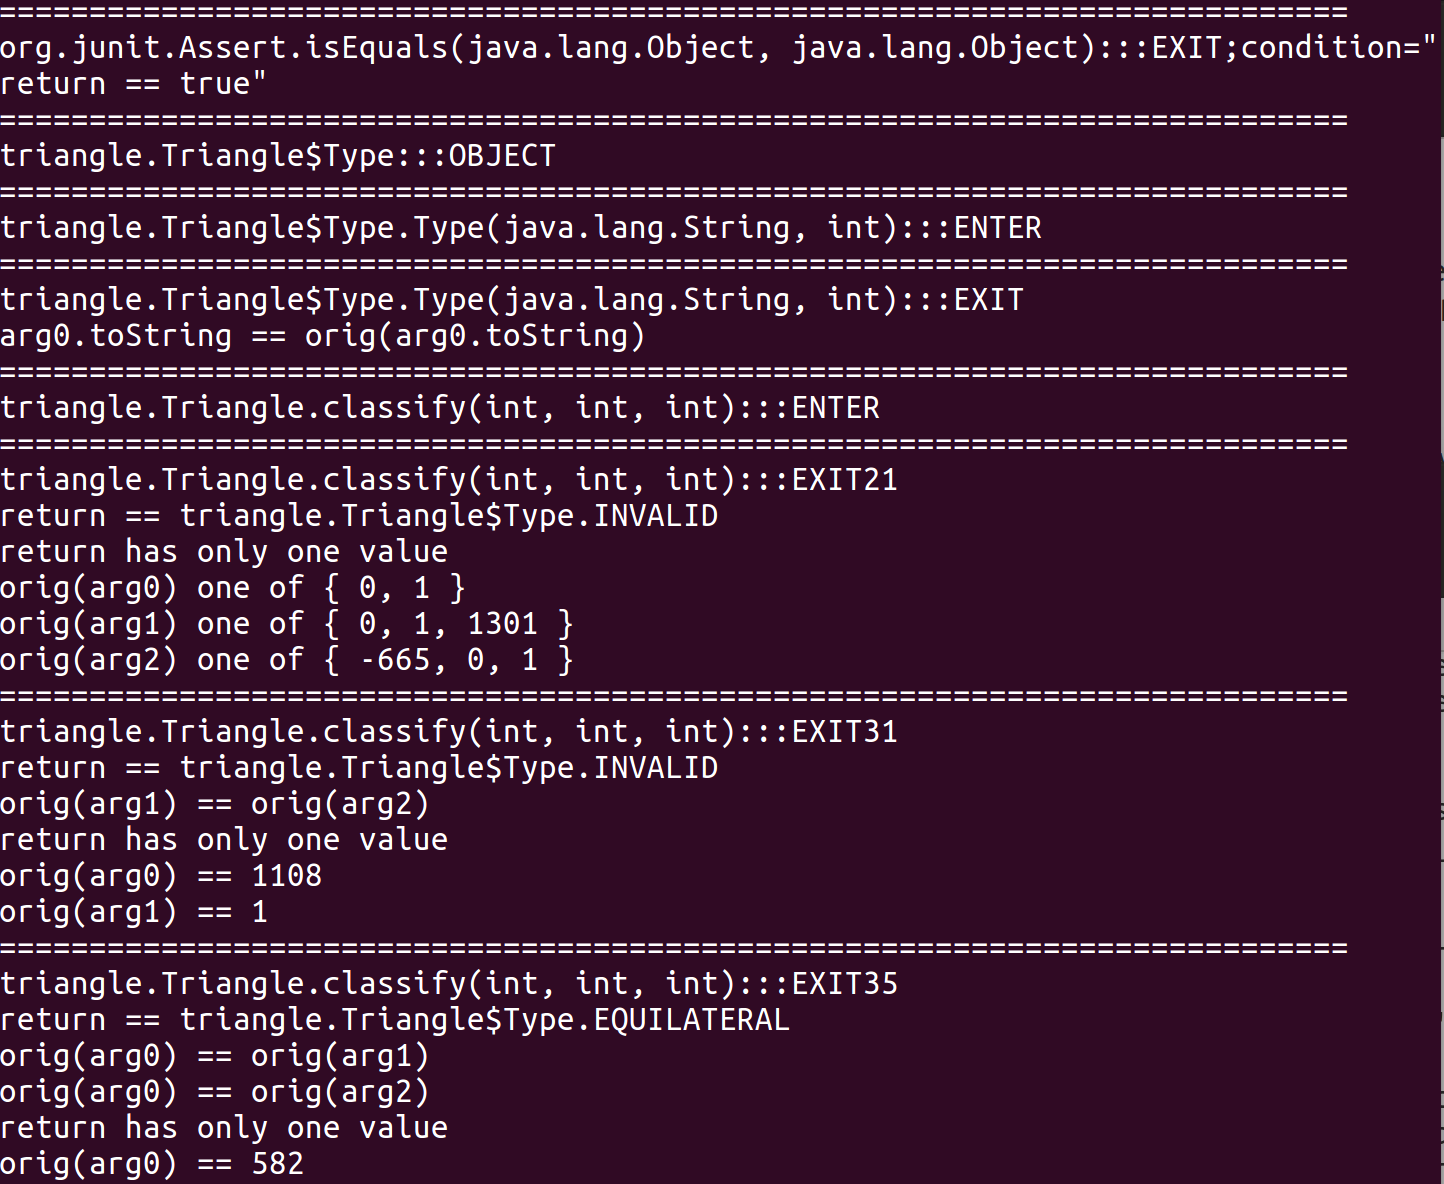 ===========================================================================
org.junit.Assert.isEquals(java.lang.Object, java.lang.Object):::EXIT;condition="
return == true"
===========================================================================
triangle.Triangle$Type:::OBJECT
===========================================================================
triangle.Triangle$Type.Type(java.lang.String, int):::ENTER
===========================================================================
triangle.Triangle$Type.Type(java.lang.String, int):::EXIT
arg0.toString == orig(arg0.toString)
===========================================================================
triangle.Triangle.classify(int, int, int):::ENTER
===========================================================================
triangle.Triangle.classify(int, int, int):::EXIT21
return == triangle.Triangle$Type.INVALID
return has only one value
orig(arg0) one of { 0, 1 }
orig(arg1) one of { 0, 1, 1301 }
orig(arg2) one of { -665, 0, 1 }
===========================================================================
triangle.Triangle.classify(int, int, int):::EXIT31
return == triangle.Triangle$Type.INVALID
orig(arg1) == orig(arg2)
return has only one value
orig(arg0) == 1108
orig(arg1) == 1
===========================================================================
triangle.Triangle.classify(int, int, int):::EXIT35
return == triangle.Triangle$Type.EQUILATERAL
orig(arg0) == orig(arg1)
orig(arg0) == orig(arg2)
return has only one value
orig(arg0) == 582